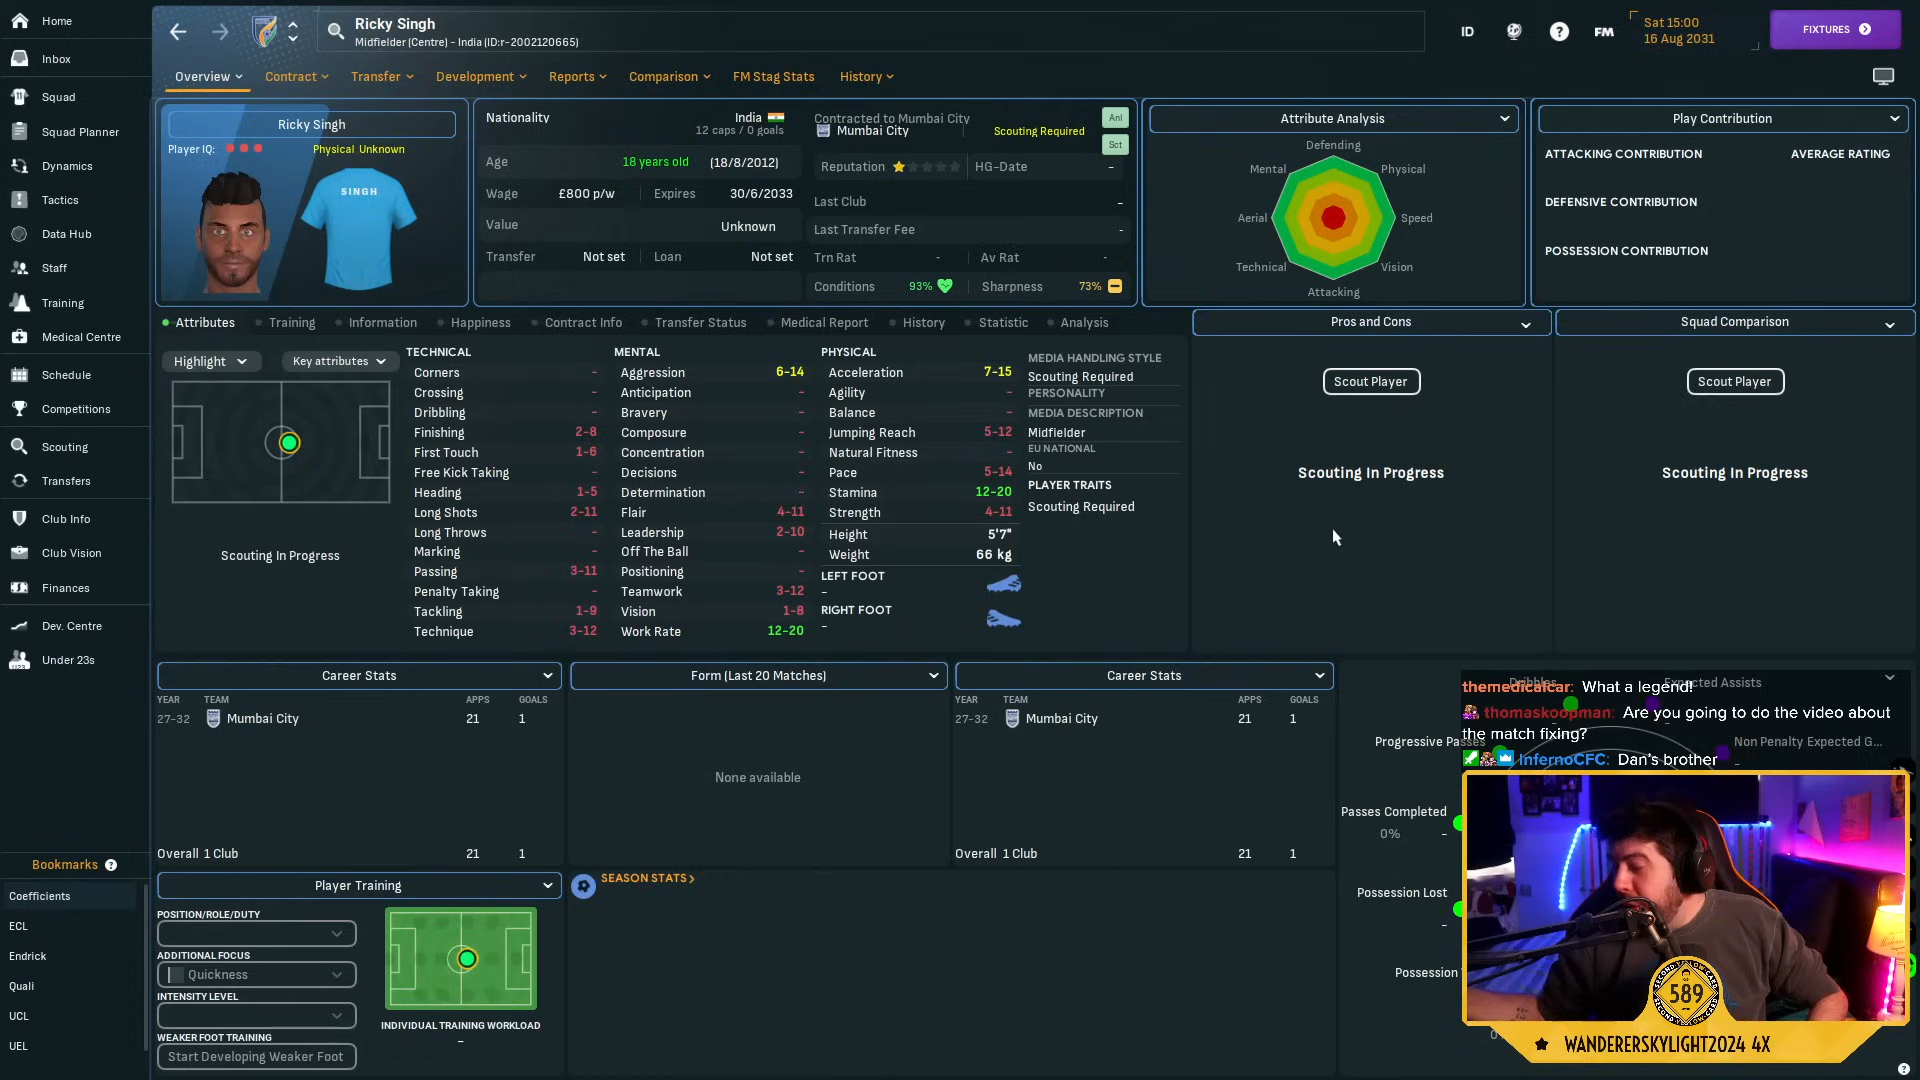 Home
Inbox
Squad
Squad Planner
Dynamics
Tactics
Data Hub
Staff
Training
Medical Centre
Schedule
Competitions
Scouting
Transfers
Club Info
Club Vision
Finances
Dev. Centre
Under 23s
Bookmarks ?
Coefficients
ECL
Endrick
Quali
UCL
UEL
Ricky Singh
Midfielder (Centre) - India (ID:r-2002120665)
ID
?
FM
Sat 15:00
16 Aug 2031
FIXTURES
Overview Contract Transfer Development Reports Comparison FM Stag Stats History
Ricky Singh
Player IQ: Physical Unknown
SINGH
Nationality India
12 caps / 0 goals
Age 18 years old (18/8/2012)
Wage £800 p/w Expires 30/6/2033
Value Unknown
Transfer Not set Loan Not set
Contracted to Mumbai City
Mumbai City Scouting Required
Anl
Sct
Reputation HG-Date -
Last Club -
Last Transfer Fee -
Trn Rat - Av Rat -
Conditions 93% Sharpness 73%
Attribute Analysis
Defending
Mental Physical
Aerial Speed
Technical Vision
Attacking
Play Contribution
ATTACKING CONTRIBUTION AVERAGE RATING
DEFENSIVE CONTRIBUTION
POSSESSION CONTRIBUTION
Attributes Training Information Happiness Contract Info Transfer Status Medical Report History Statistic Analysis
Highlight Key attributes
Scouting In Progress
TECHNICAL
Corners -
Crossing -
Dribbling -
Finishing 2-8
First Touch 1-6
Free Kick Taking -
Heading 1-5
Long Shots 2-11
Long Throws -
Marking -
Passing 3-11
Penalty Taking -
Tackling 1-9
Technique 3-12
MENTAL
Aggression 6-14
Anticipation -
Bravery -
Composure -
Concentration -
Decisions -
Determination -
Flair 4-11
Leadership 2-10
Off The Ball -
Positioning -
Teamwork 3-12
Vision 1-8
Work Rate 12-20
PHYSICAL
Acceleration 7-15
Agility -
Balance -
Jumping Reach 5-12
Natural Fitness -
Pace 5-14
Stamina 12-20
Strength 4-11
Height 5'7"
Weight 66 kg
LEFT FOOT
-
RIGHT FOOT
-
MEDIA HANDLING STYLE
Scouting Required
PERSONALITY
MEDIA DESCRIPTION
Midfielder
EU NATIONAL
No
PLAYER TRAITS
Scouting Required
Pros and Cons
Scout Player
Scouting In Progress
Squad Comparison
Scout Player
Scouting In Progress
Career Stats
YEAR TEAM APPS GOALS
27-32 Mumbai City 21 1
Overall 1 Club 21 1
Form (Last 20 Matches)
None available
Career Stats
YEAR TEAM APPS GOALS
27-32 Mumbai City 21 1
Overall 1 Club 21 1
Player Training
POSITION/ROLE/DUTY
ADDITIONAL FOCUS
Quickness
INTENSITY LEVEL
WEAKER FOOT TRAINING
Start Developing Weaker Foot
INDIVIDUAL TRAINING WORKLOAD
-
SEASON STATS
Dribbles Expected Assists
Progressive Passes
Non Penalty Expected G...
Passes Completed
0% -
Possession Lost
-
Possession
themedicalcar: What a legend!
thomaskoopman: Are you going to do the video about
the match fixing?
InfernoCFC: Dan's brother
589
WANDERERSKYLIGHT2024 4X
?